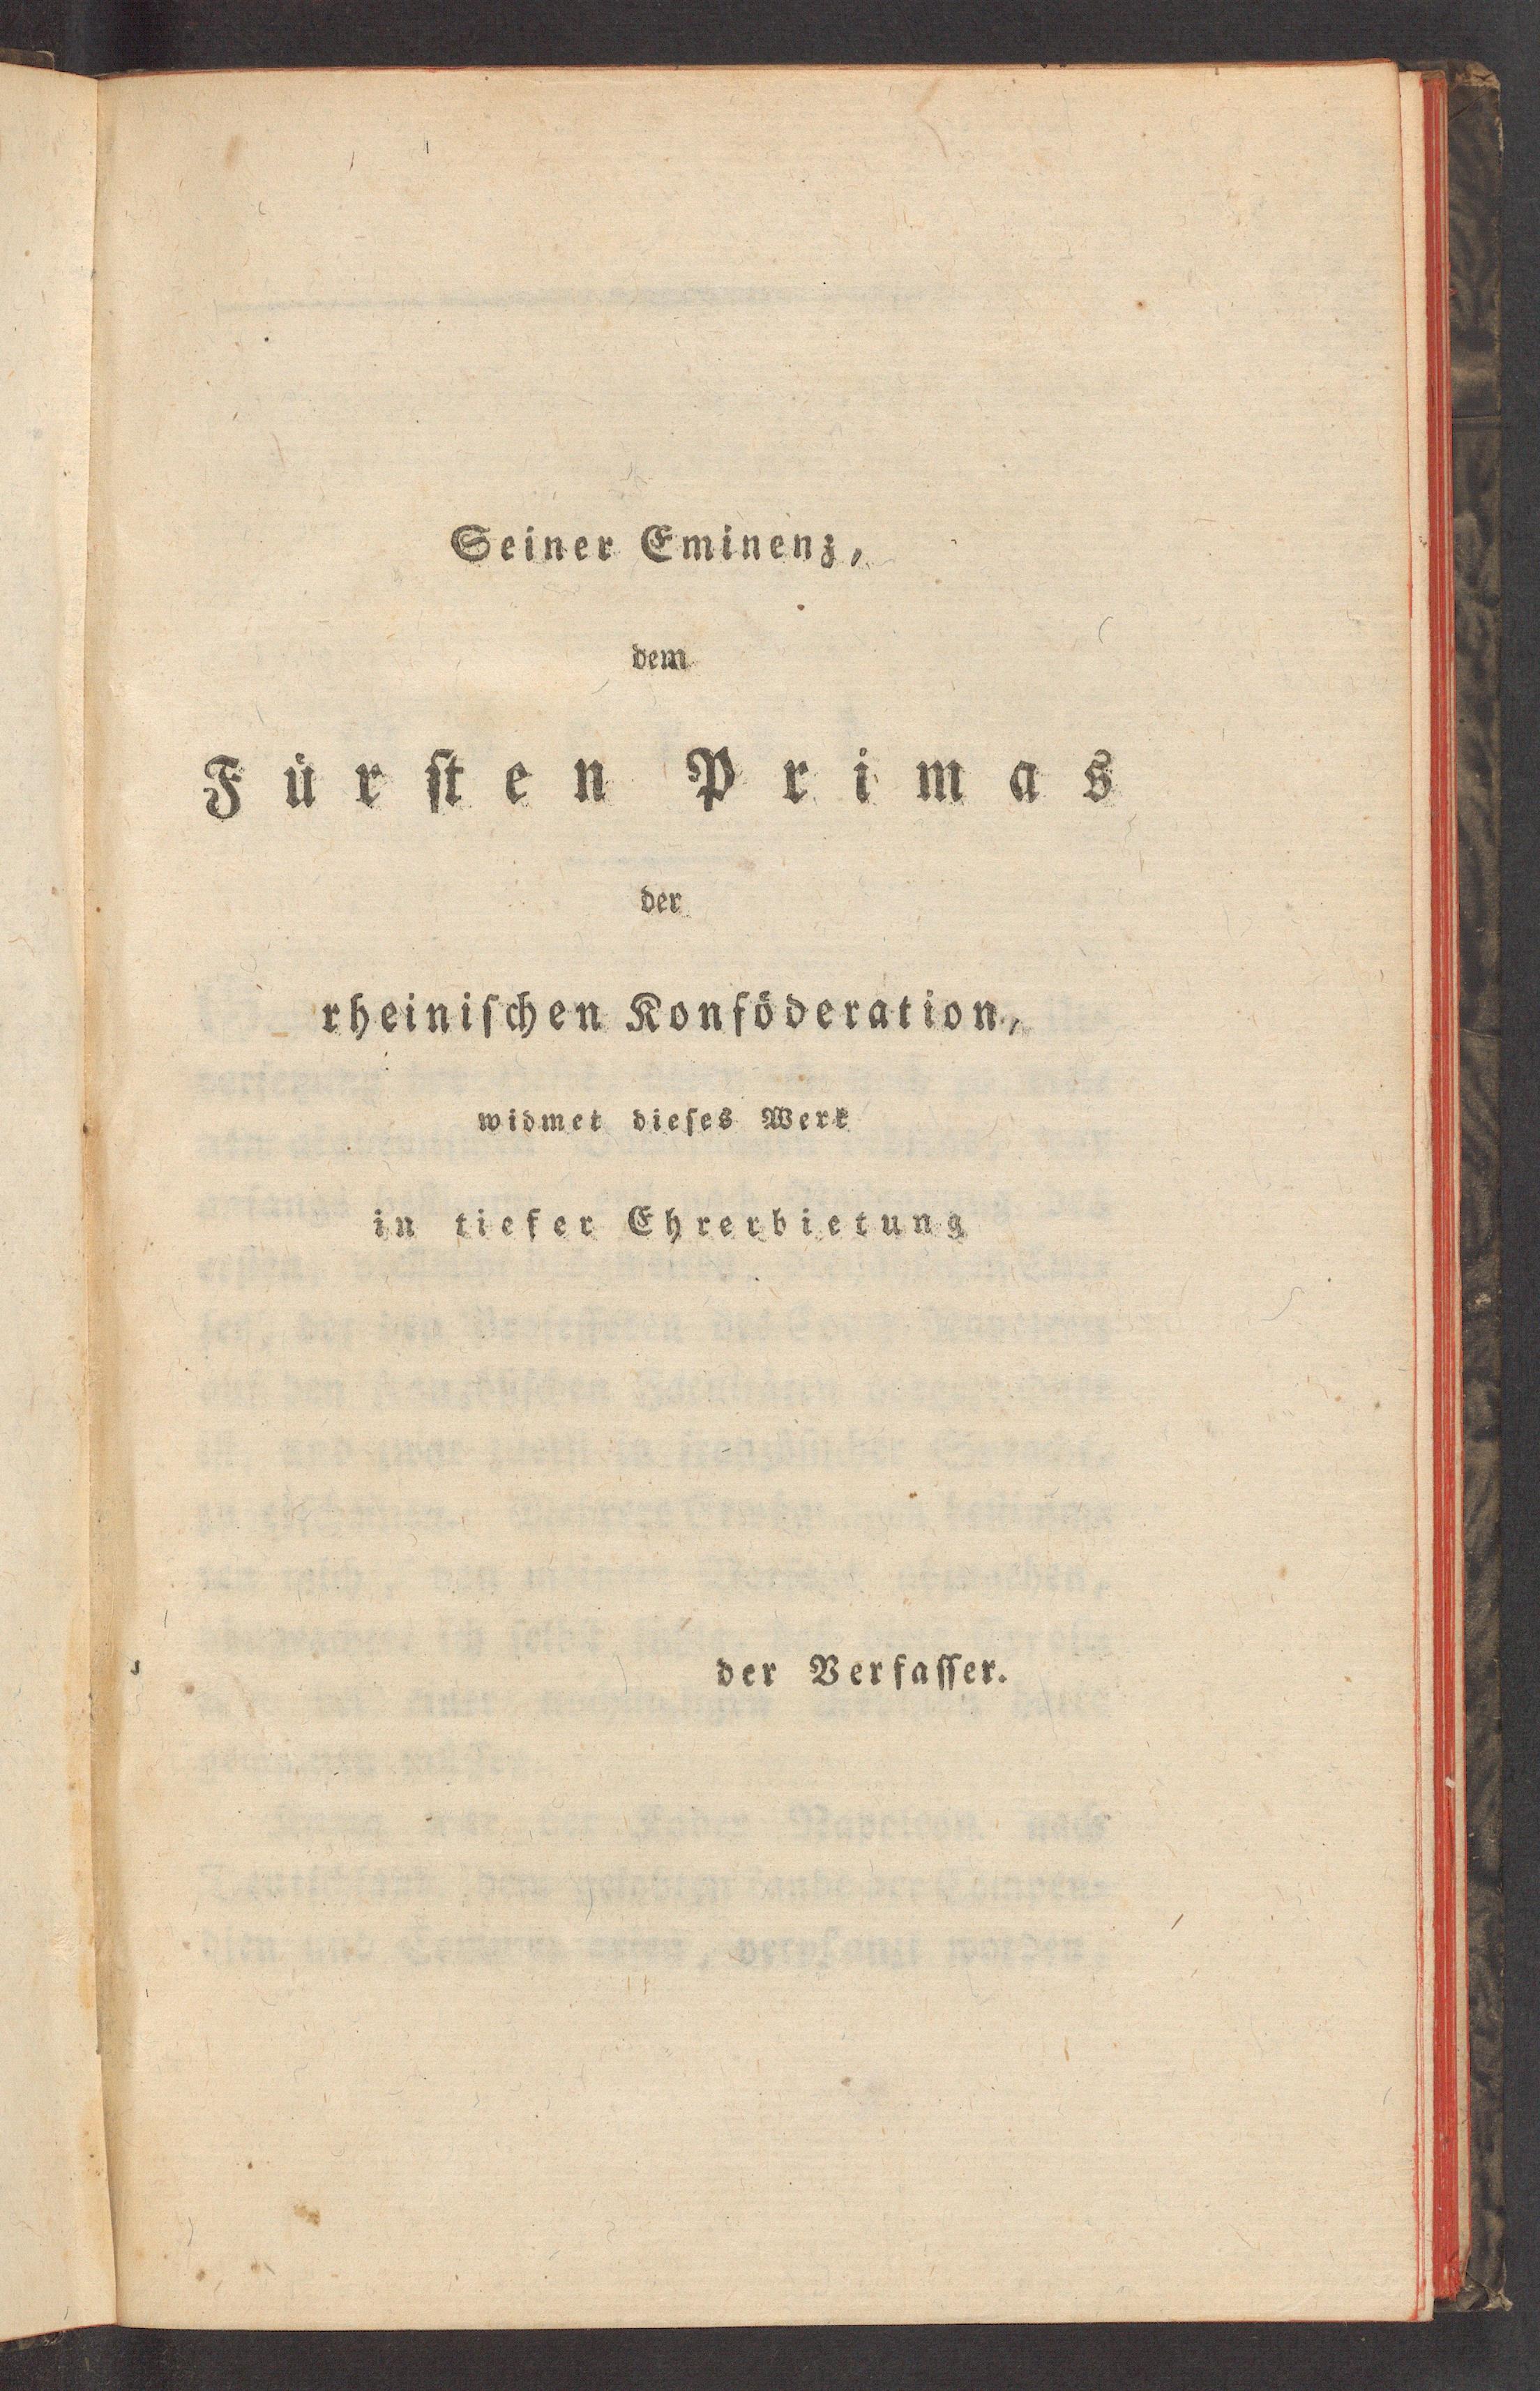 Seiner Eminenz,
dem
Fürſten Primas
der
rheiniſchen Konföderation,
widmet dieſes Werk
in tiefer Ehrerbietung
der Verfaſſer.